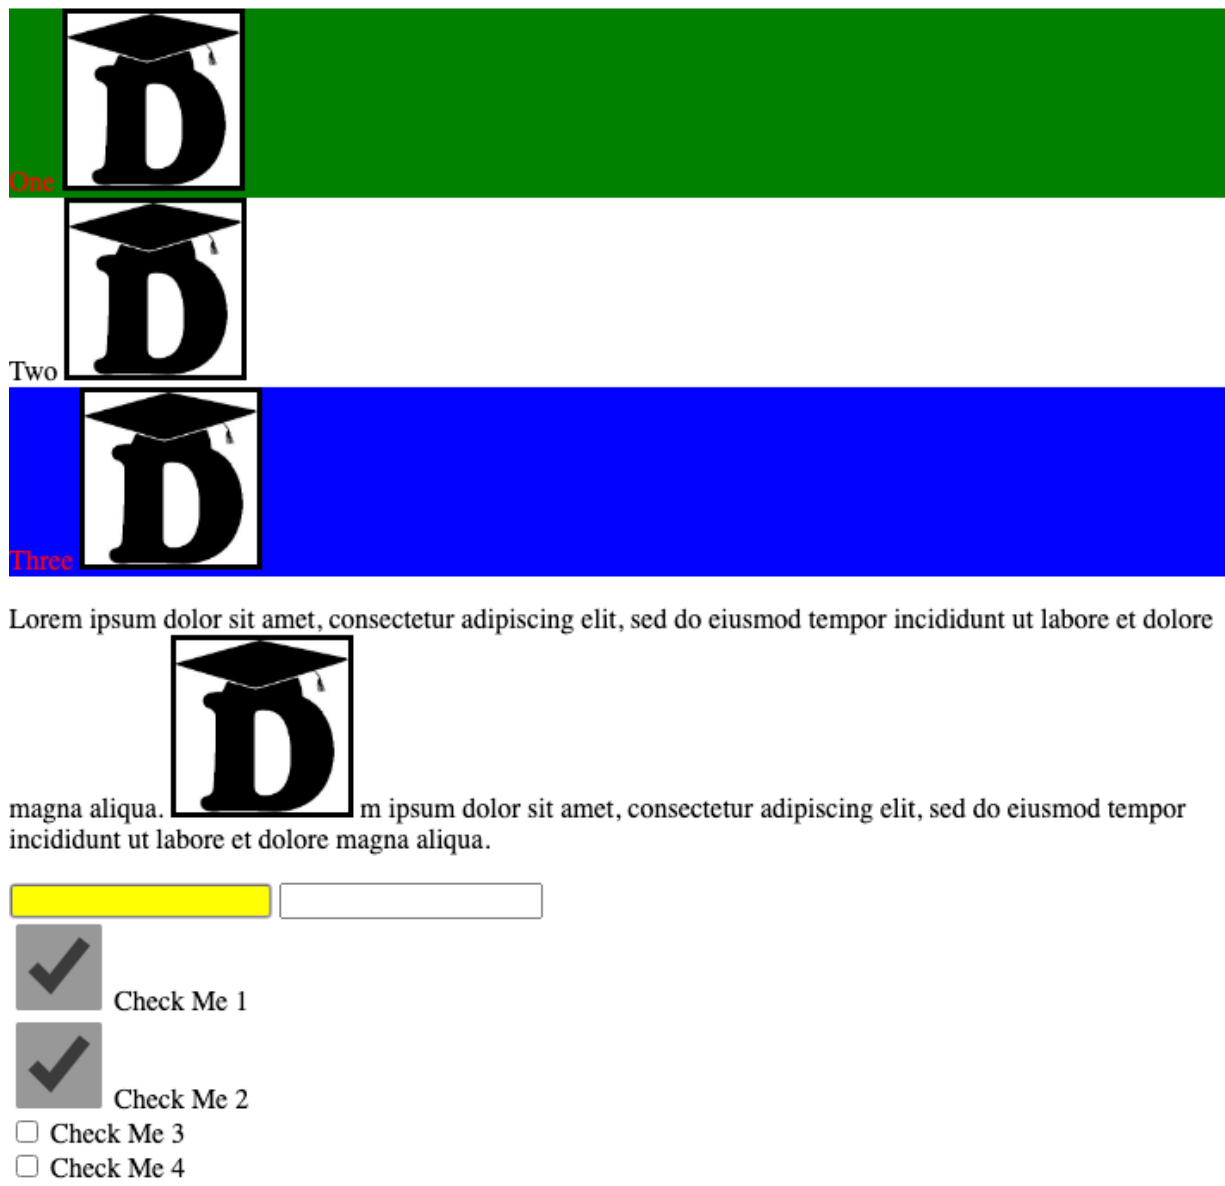 One D
Two D
Three D
Lorem ipsum dolor sit amet, consectetur adipiscing elit, sed do eiusmod tempor incididunt ut labore et dolore
magna aliqua. D m ipsum dolor sit amet, consectetur adipiscing elit, sed do eiusmod tempor
incididunt ut labore et dolore magna aliqua.
Check Me 1
Check Me 2
Check Me 3
Check Me 4